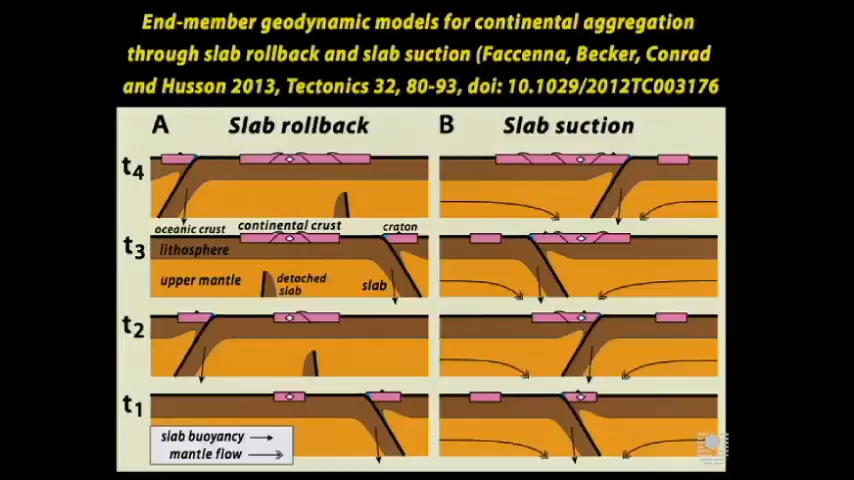 End-member geodynamic models for continental aggregation
through slab rollback and slab suction (Faccenna, Becker, Conrad
and Husson 2013, Tectonics 32, 80-93, doi: 10.1029/2012TC003176
A Slab rollback
B Slab suction
t4
oceanic crust continental crust craton
t3
lithosphere
upper mantle
detached
slab
slab
t2
t1
slab buoyancy
mantle flow